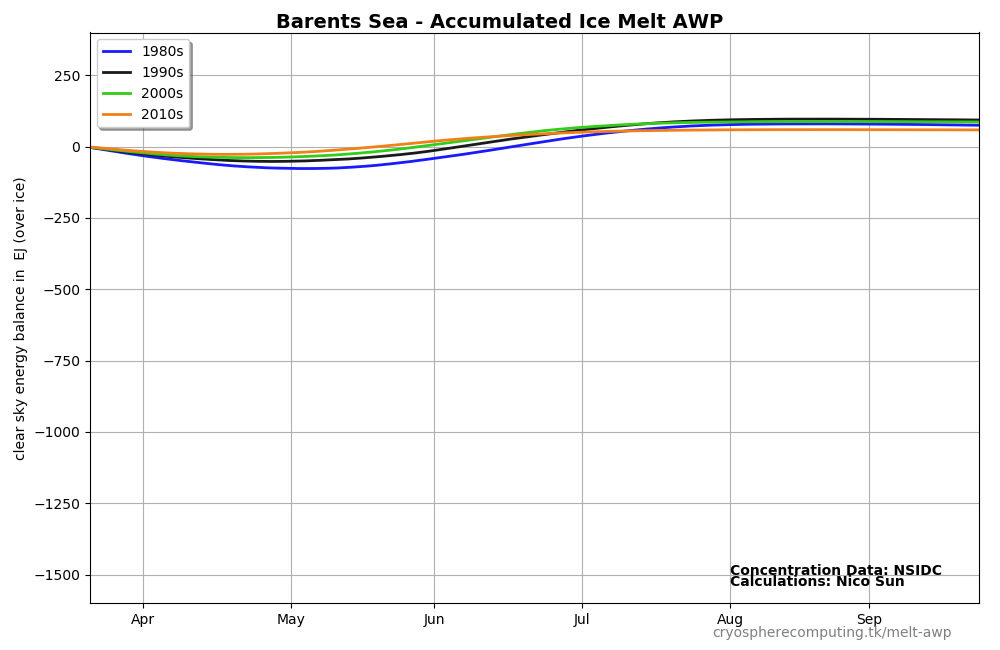 Barents Sea - Accumulated Ice Melt AWP
1980s
1990s
2000s
2010s
clear sky energy balance in  EJ (over ice)
250
0
−250
−500
−750
−1000
−1250
−1500
Apr
May
Jun
Jul
Aug
Sep
Concentration Data: NSIDC
Calculations: Nico Sun
cryospherecomputing.tk/melt-awp